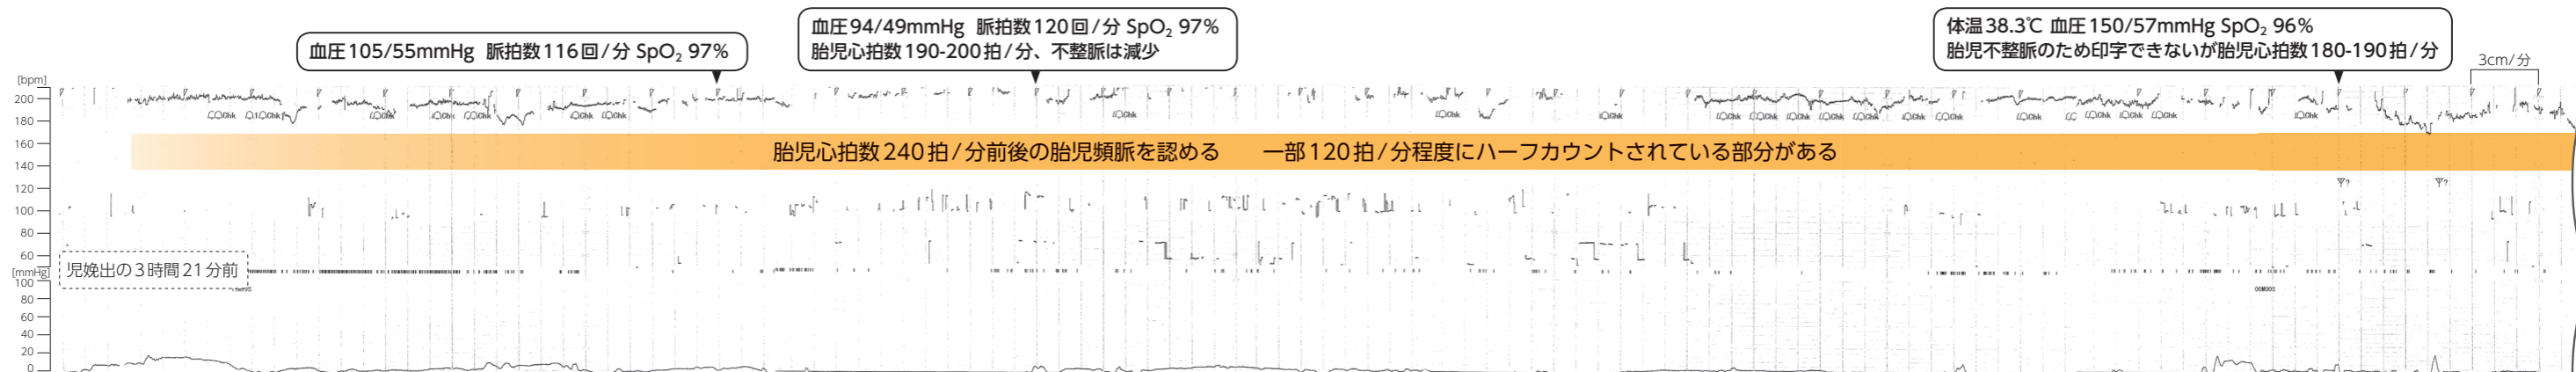 血圧105/55mmHg 脈拍数116回/分 SpO₂ 97%
血圧94/49mmHg 脈拍数120回/分 SpO₂ 97%
胎児心拍数190-200拍/分、不整脈は減少
体温38.3℃ 血圧150/57mmHg SpO₂ 96%
胎児不整脈のため印字できないが胎児心拍数180-190拍/分
3cm/分
[bpm]
200
180
160
140
120
100
80
60
胎児心拍数240拍/分前後の胎児頻脈を認める 一部120拍/分程度にハーフカウントされている部分がある
児娩出の3時間21分前
[mmHg]
100
80
60
40
20
0